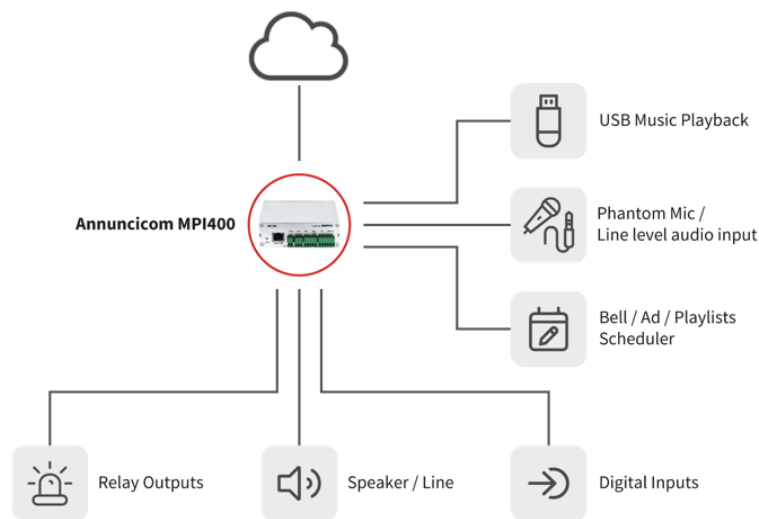 USB Music Playback
Annuncicom MPI400
Phantom Mic /
Line level audio input
Bell / Ad / Playlists
Scheduler
Relay Outputs
Speaker / Line
Digital Inputs